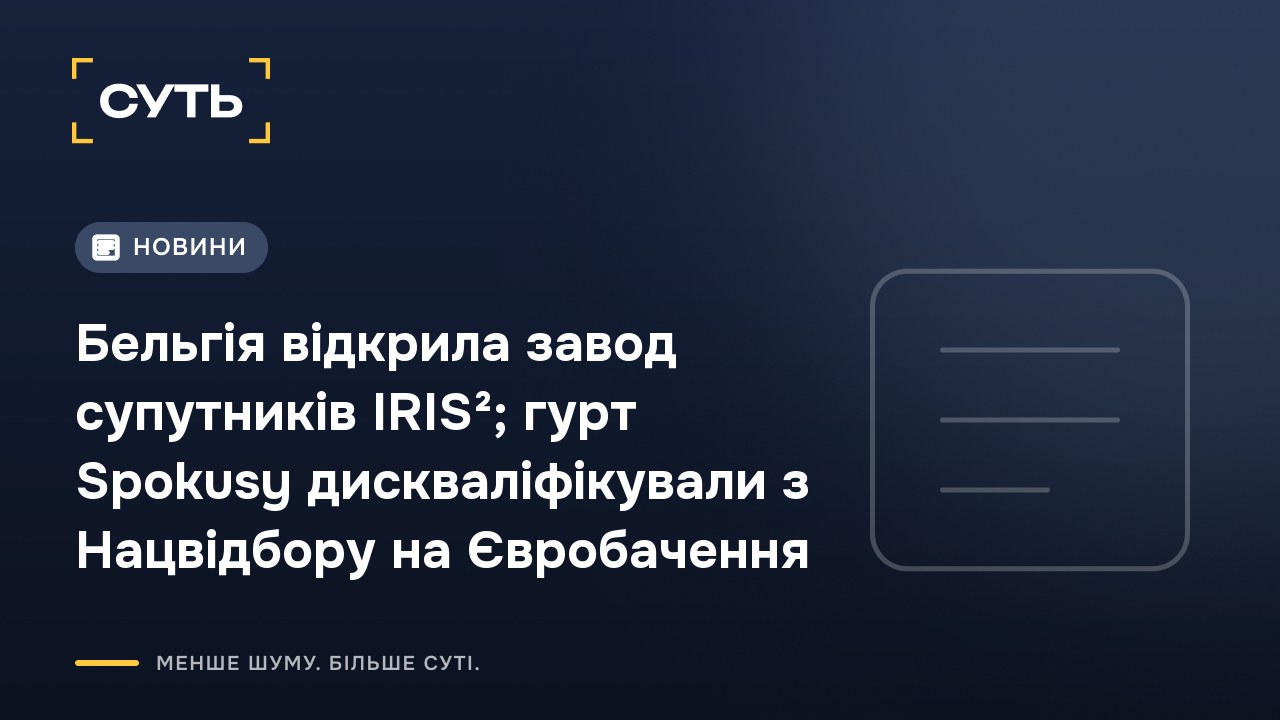 СУТЬ
НОВИНИ
Бельгія відкрила завод
супутників IRIS²; гурт
Spokusy дискваліфікували з
Нацвідбору на Євробачення
МЕНШЕ ШУМУ. БІЛЬШЕ СУТІ.